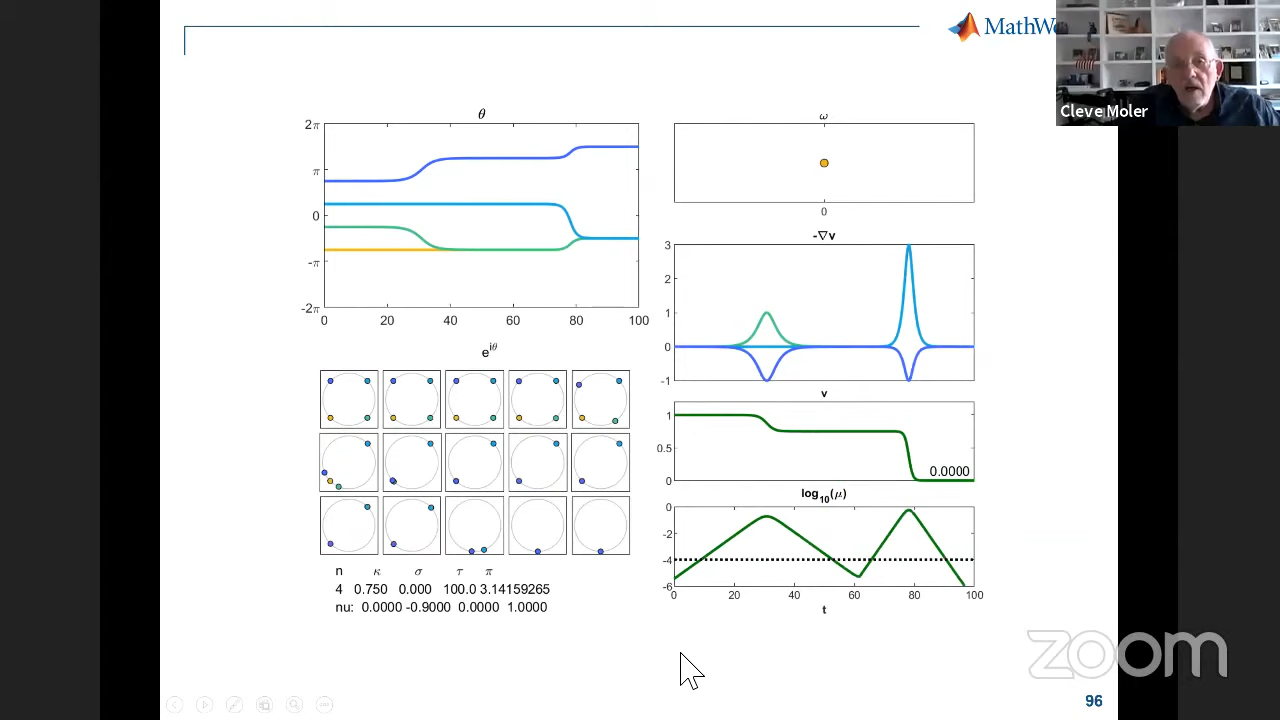 MathWo
Cleve Moler
θ
2π
π
0
-π
-2π
0 20 40 60 80 100
e^iθ
n κ σ τ π
4 0.750 0.000 100.0 3.14159265
nu: 0.0000 -0.9000 0.0000 1.0000
ω
0
-∇v
3
2
1
0
-1
v
1
0.5
0
0.0000
log10(μ)
0
-2
-4
-6
0 20 40 60 80 100
t
zoom
96